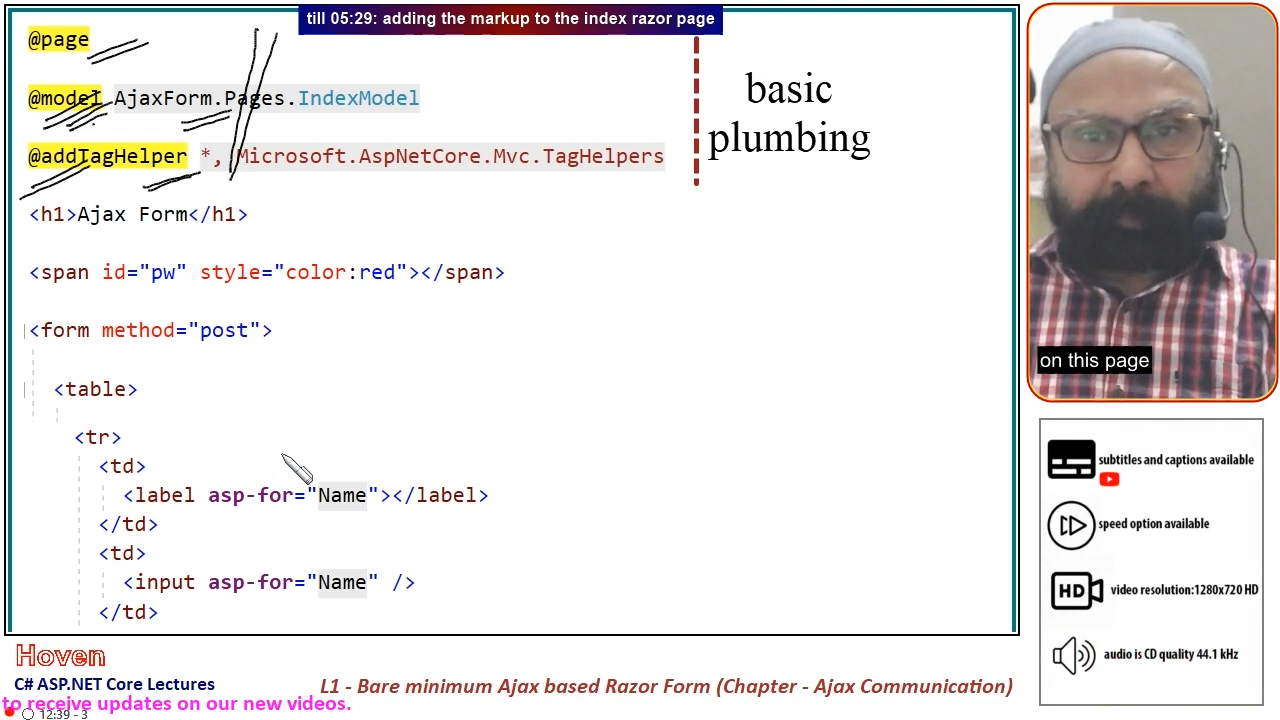 till 05:29: adding the markup to the index razor page
@page
@model AjaxForm.Pages.IndexModel
@addTagHelper *, Microsoft.AspNetCore.Mvc.TagHelpers
basic
plumbing
<h1>Ajax Form</h1>
<span id="pw" style="color:red"></span>
<form method="post">
<table>
<tr>
<td>
<label asp-for="Name"></label>
</td>
<td>
<input asp-for="Name" />
</td>
on this page
subtitles and captions available
speed option available
HD video resolution:1280x720 HD
audio is CD quality 44.1 kHz
Hoven
C# ASP.NET Core Lectures
L1 - Bare minimum Ajax based Razor Form (Chapter - Ajax Communication)
to receive updates on our new videos.
12:39 - 3